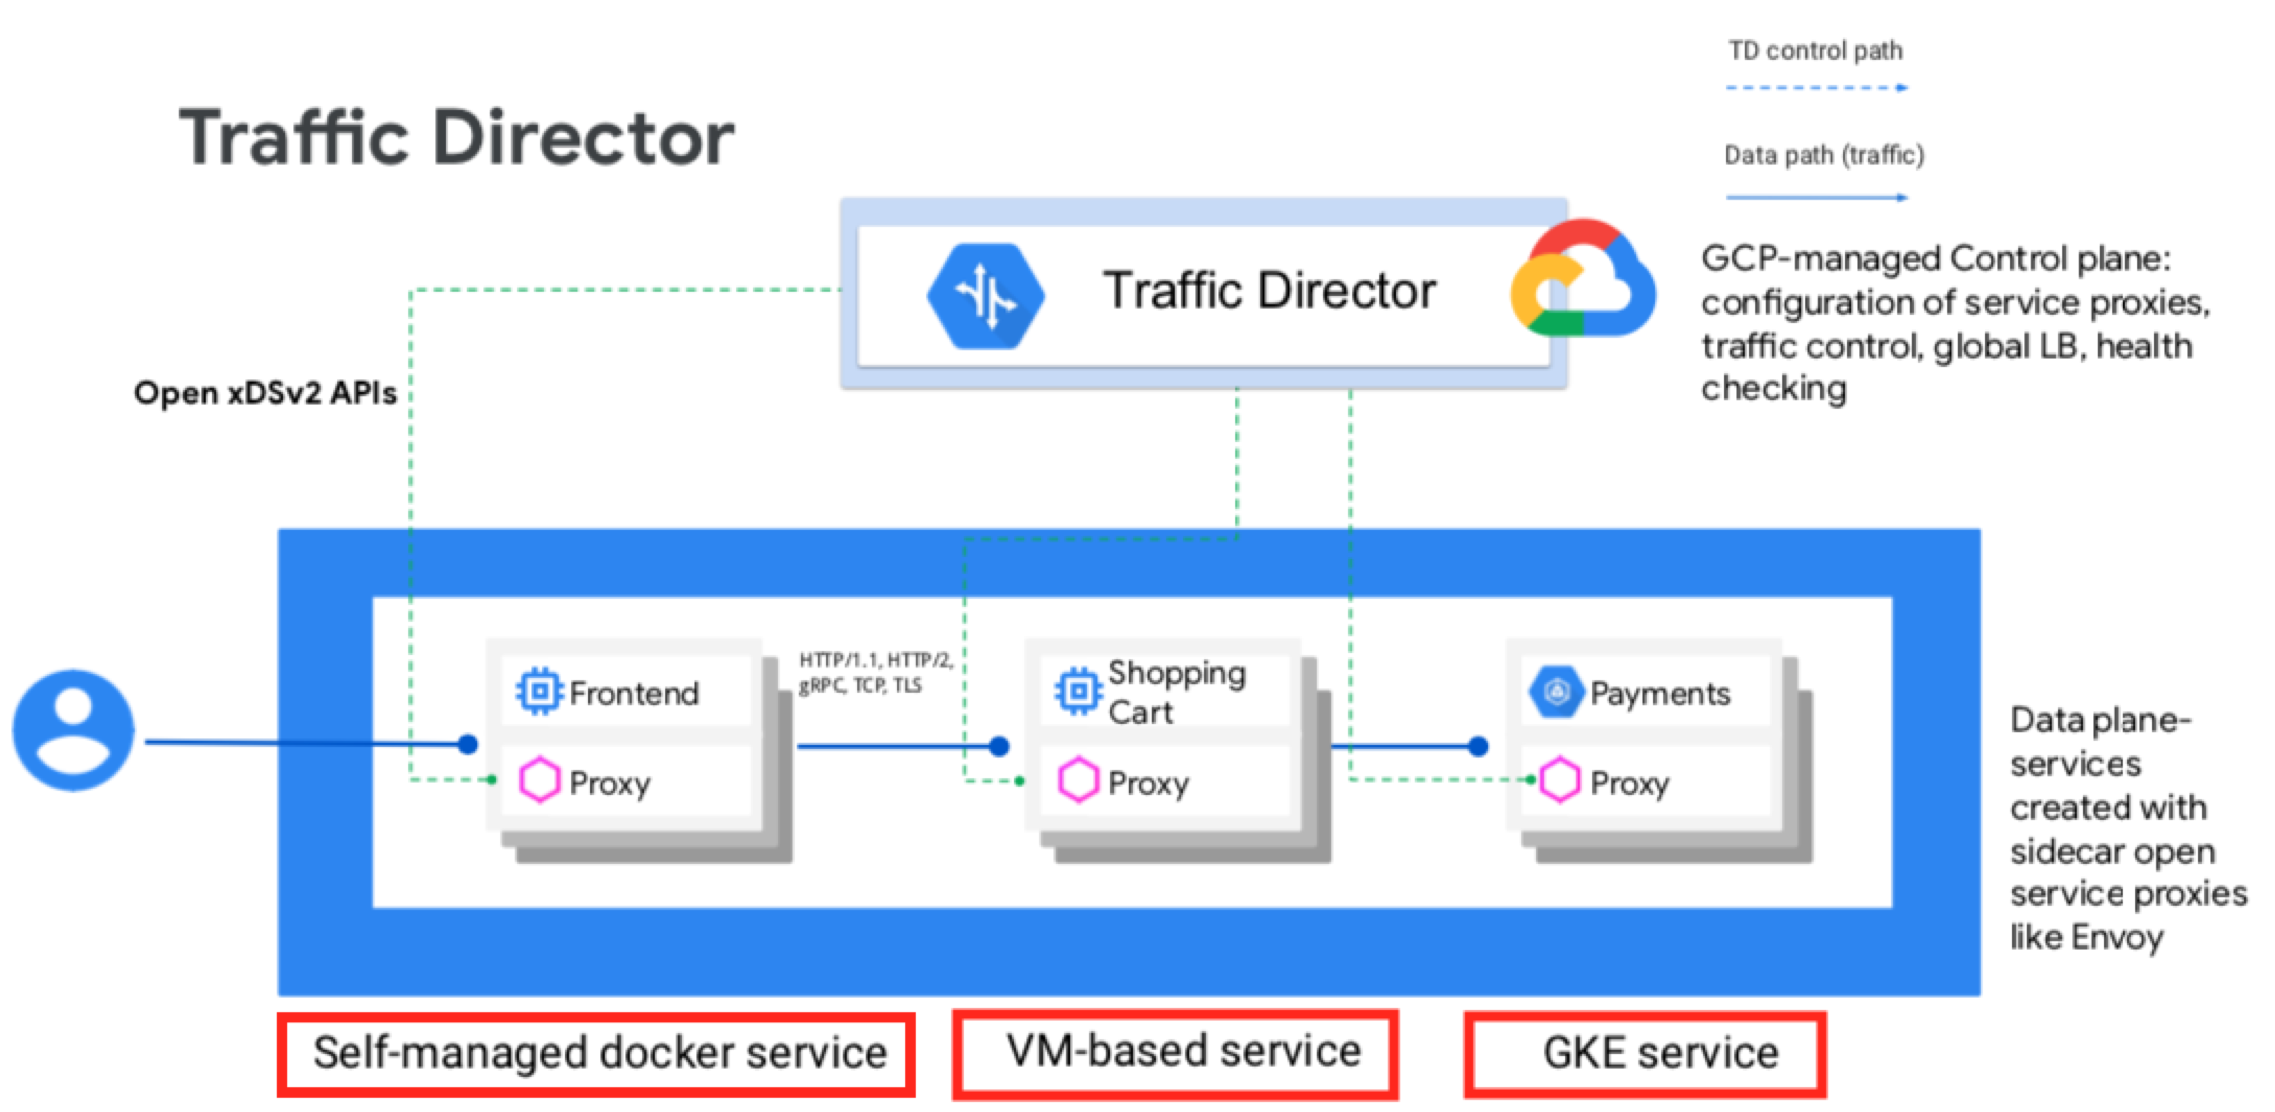 TD control path
Traffic Director
Data path (traffic)
Traffic Director
GCP-managed Control plane:
configuration of service proxies,
traffic control, global LB, health
checking
Open xDSv2 APIs
Frontend
Proxy
HTTP/1.1, HTTP/2,
gRPC, TCP, TLS
Shopping
Cart
Proxy
Payments
Proxy
Data plane-
services
created with
sidecar open
service proxies
like Envoy
Self-managed docker service
VM-based service
GKE service